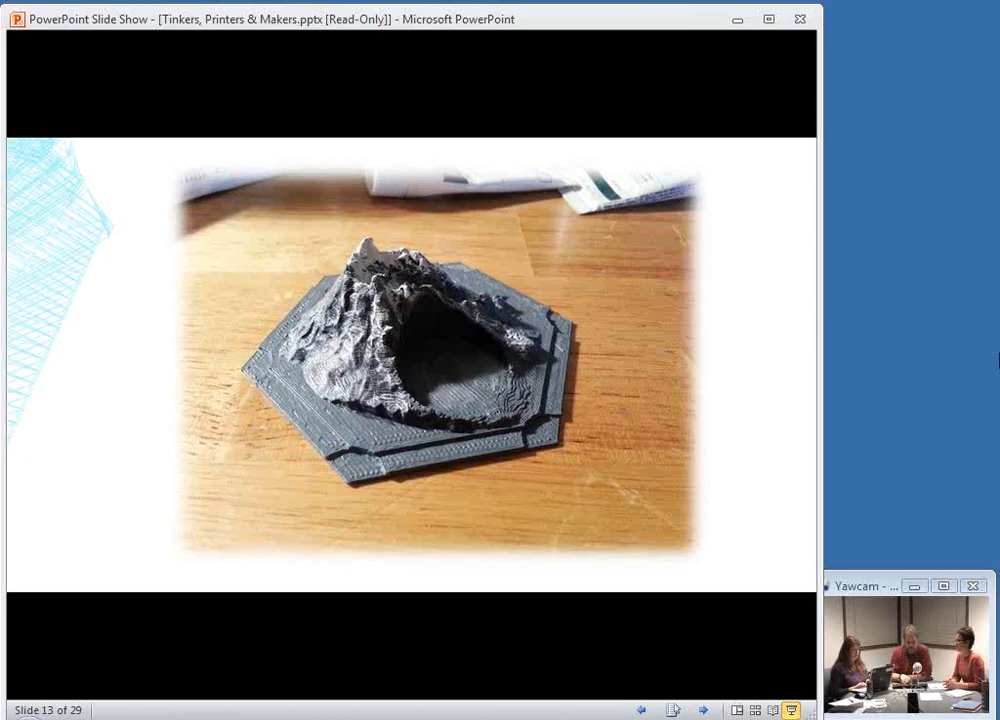 PowerPoint Slide Show - [Tinkers, Printers & Makers.pptx [Read-Only]] - Microsoft PowerPoint
Yawcam - ...
Slide 13 of 29